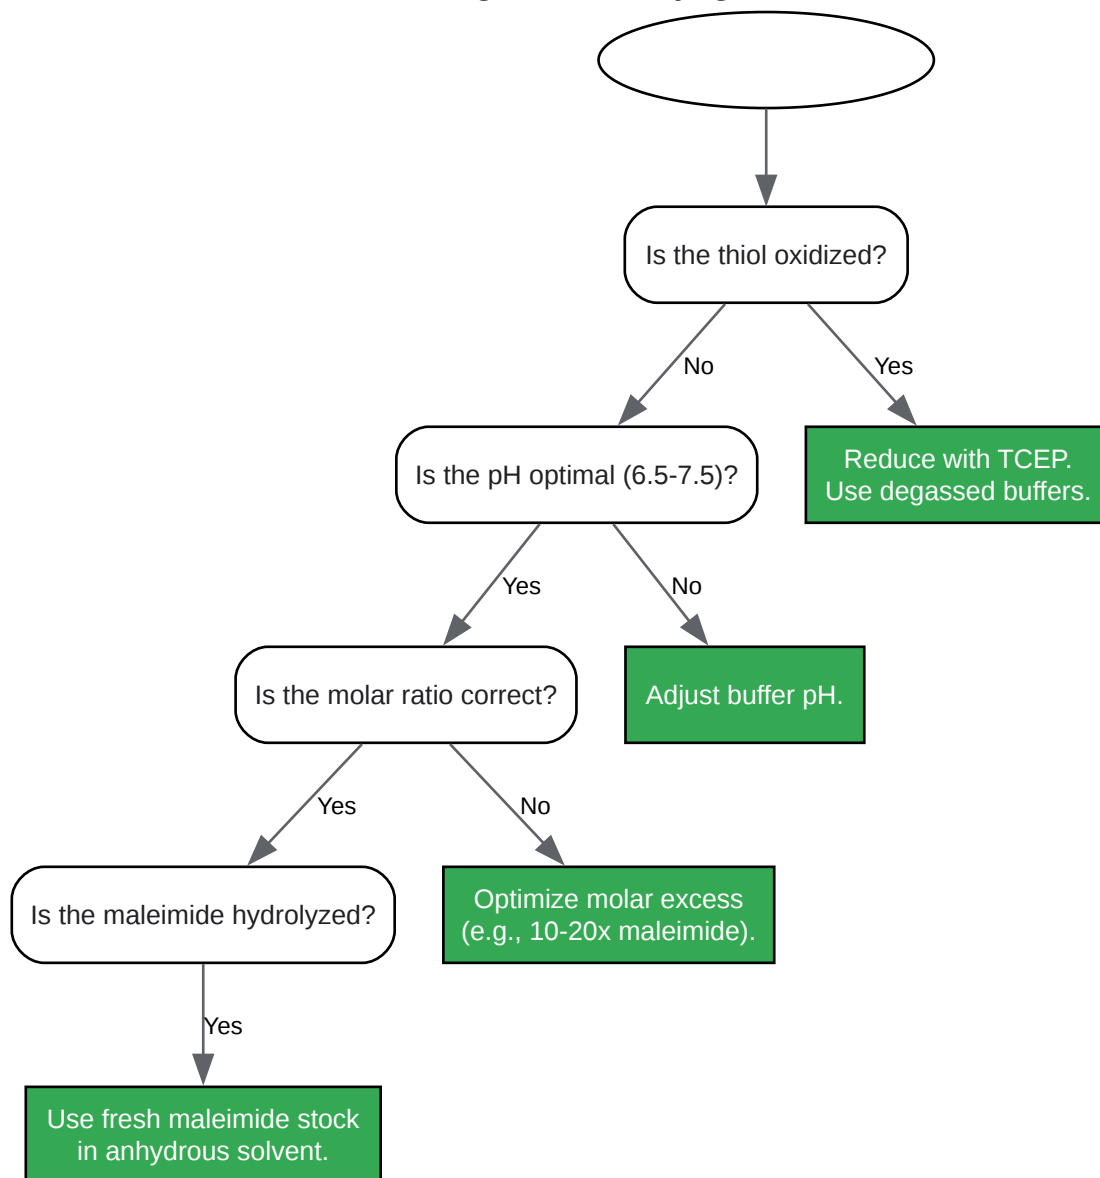 Is the thiol oxidized?
No
Yes
Is the pH optimal (6.5-7.5)?
Reduce with TCEP.
Use degassed buffers.
Yes
No
Is the molar ratio correct?
Adjust buffer pH.
Yes
No
Is the maleimide hydrolyzed?
Optimize molar excess
(e.g., 10-20x maleimide).
Yes
Use fresh maleimide stock
in anhydrous solvent.